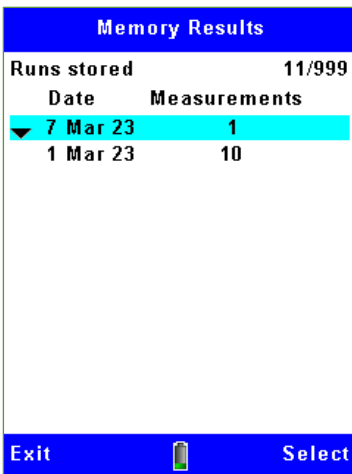 Memory Results
Runs stored 11/999
Date Measurements
7 Mar 23 1
1 Mar 23 10
Exit Select